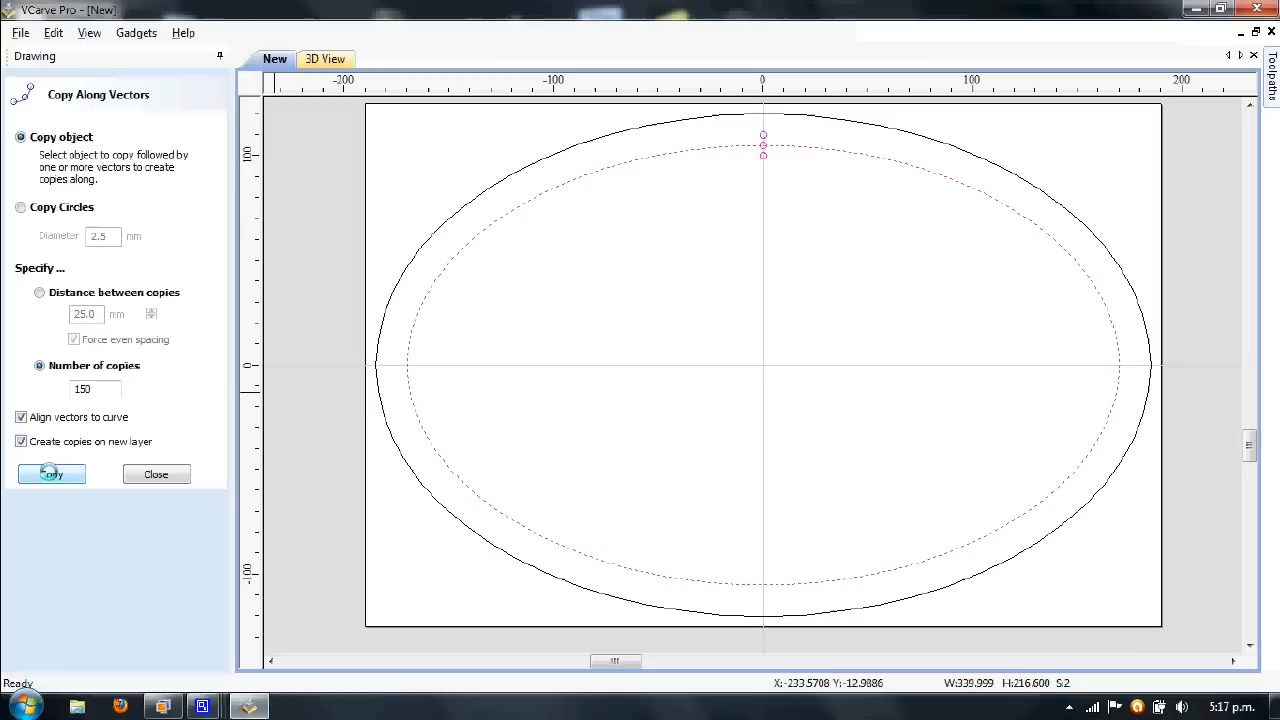 VCarve Pro - [New]
File Edit View Gadgets Help
Drawing
New 3D View
Toolpaths
Copy Along Vectors
Copy object
Select object to copy followed by
one or more vectors to create
copies along.
Copy Circles
Diameter 2.5 mm
Specify ...
Distance between copies
25.0 mm
Force even spacing
Number of copies
150
Align vectors to curve
Create copies on new layer
Close
-200 -100 0 100 200
100
0
-100
Ready
X:-233.5708 Y:-12.9886 W:339.999 H:216.600 S:2
5:17 p.m.